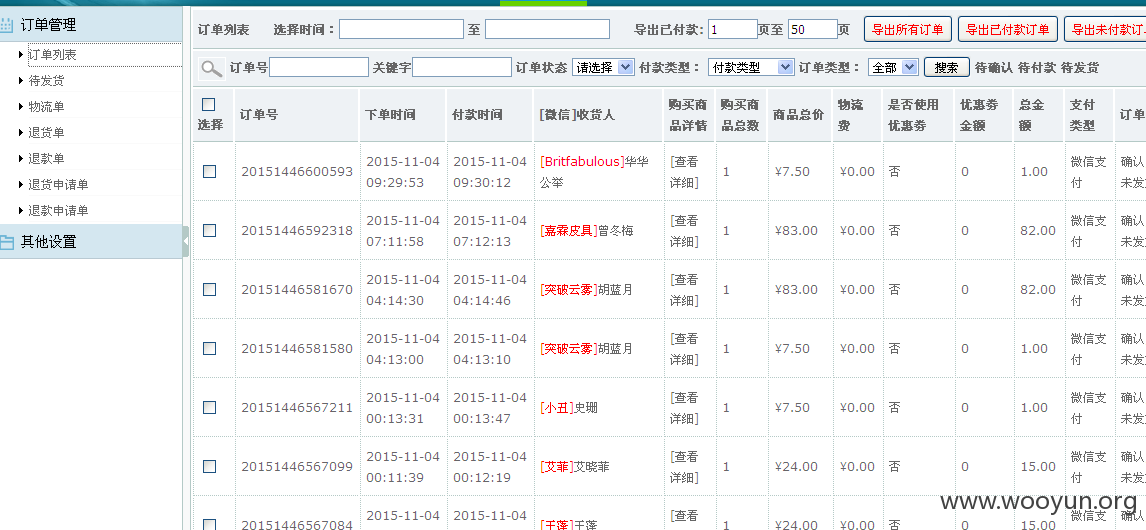 订单管理
订单列表
待发货
物流单
退货单
退款单
退货申请单
退款申请单
其他设置
订单列表 选择时间： 至 导出已付款: 1 页至 50 页 导出所有订单 导出已付款订单 导出未付款订
订单号 关键字 订单状态 请选择 付款类型： 付款类型 订单类型： 全部 搜索 待确认 待付款 待发货
选择 订单号 下单时间 付款时间 [微信]收货人 购买商品详情 购买商品总数 商品总价 物流费 是否使用优惠券 优惠券金额 总金额 支付类型 订单
20151446600593 2015-11-04 09:29:53 2015-11-04 09:30:12 [Britfabulous]华华公举 [查看详细] 1 ¥7.50 ¥0.00 否 0 1.00 微信支付 确认 未发
20151446592318 2015-11-04 07:11:58 2015-11-04 07:12:13 [嘉霖皮具]曾冬梅 [查看详细] 1 ¥83.00 ¥0.00 否 0 82.00 微信支付 确认 未发
20151446581670 2015-11-04 04:14:30 2015-11-04 04:14:46 [突破云雾]胡蓝月 [查看详细] 1 ¥83.00 ¥0.00 否 0 82.00 微信支付 确认 未发
20151446581580 2015-11-04 04:13:00 2015-11-04 04:13:10 [突破云雾]胡蓝月 [查看详细] 1 ¥7.50 ¥0.00 否 0 1.00 微信支付 确认 未发
20151446567211 2015-11-04 00:13:31 2015-11-04 00:13:47 [小丑]史珊 [查看详细] 1 ¥7.50 ¥0.00 否 0 1.00 微信支付 确认 未发
20151446567099 2015-11-04 00:11:39 2015-11-04 00:12:19 [艾菲]艾晓菲 [查看详细] 1 ¥24.00 ¥0.00 否 0 15.00 微信支付 确认 未发
20151446567084 2015-11-04 2015-11-04 [王莲]王莲 [查看 1 ¥24.00 ¥0.00 否 0 15.00 微信支 确认
www.wooyun.org